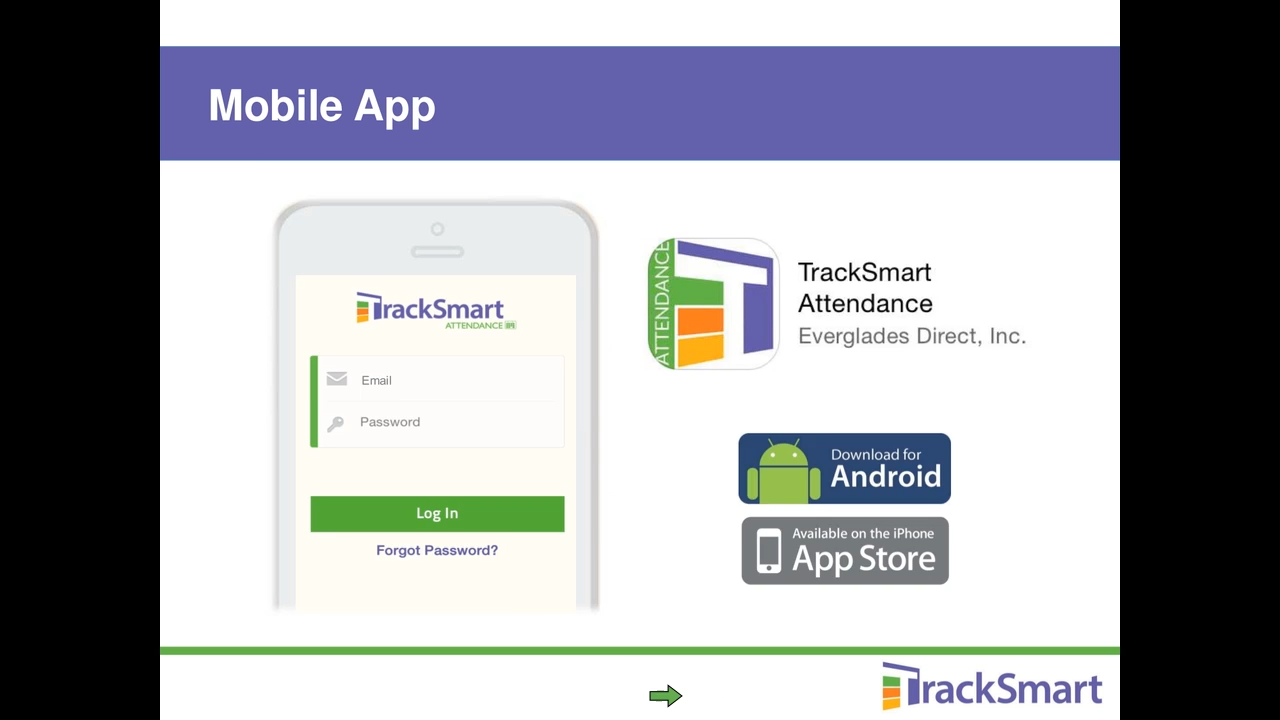 Mobile App
TrackSmart
ATTENDANCE
Email
Password
Log In
Forgot Password?
ATTENDANCE
TrackSmart
Attendance
Everglades Direct, Inc.
Download for
Android
Available on the iPhone
App Store
TrackSmart